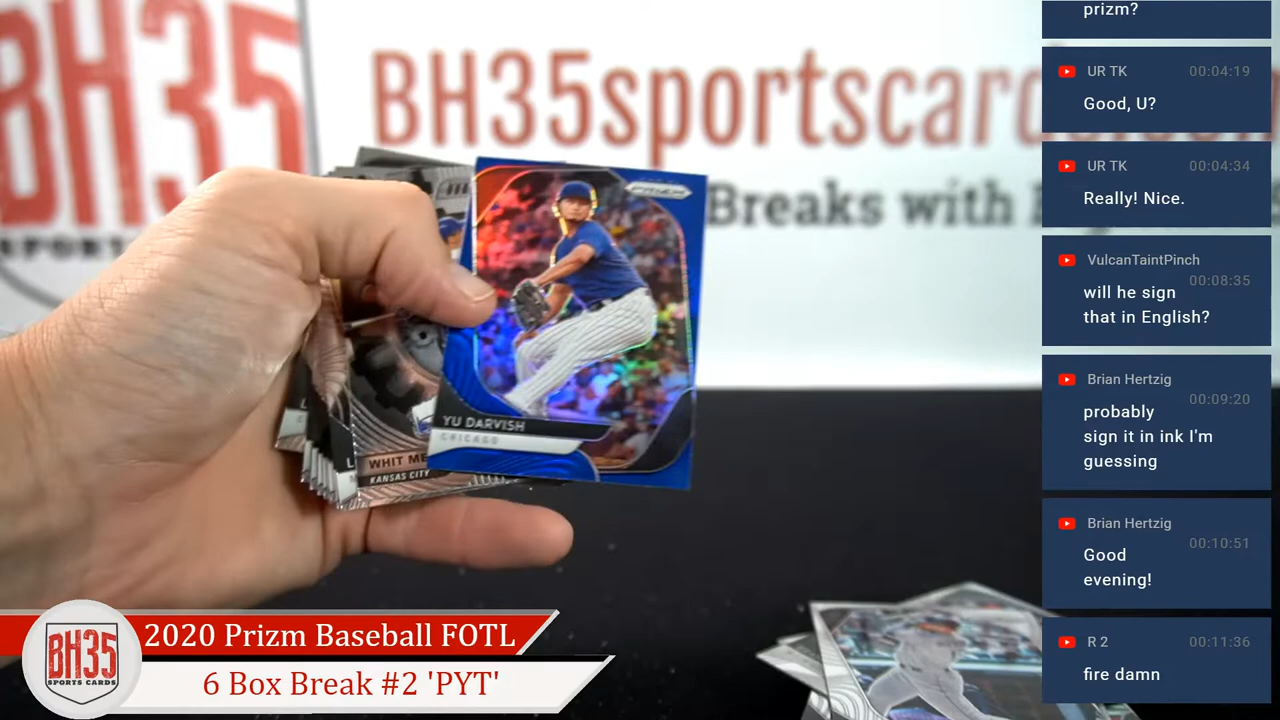 BH35
SPORTS
BH35sportscard
Breaks with
PRIZM
YU DARVISH
CHICAGO
WHIT ME
KANSAS CITY
BH35
SPORTS CARDS
2020 Prizm Baseball FOTL
6 Box Break #2 'PYT'
prizm?
UR TK 00:04:19
Good, U?
UR TK 00:04:34
Really! Nice.
VulcanTaintPinch
00:08:35
will he sign
that in English?
Brian Hertzig
00:09:20
probably
sign it in ink I'm
guessing
Brian Hertzig
00:10:51
Good
evening!
R 2 00:11:36
fire damn